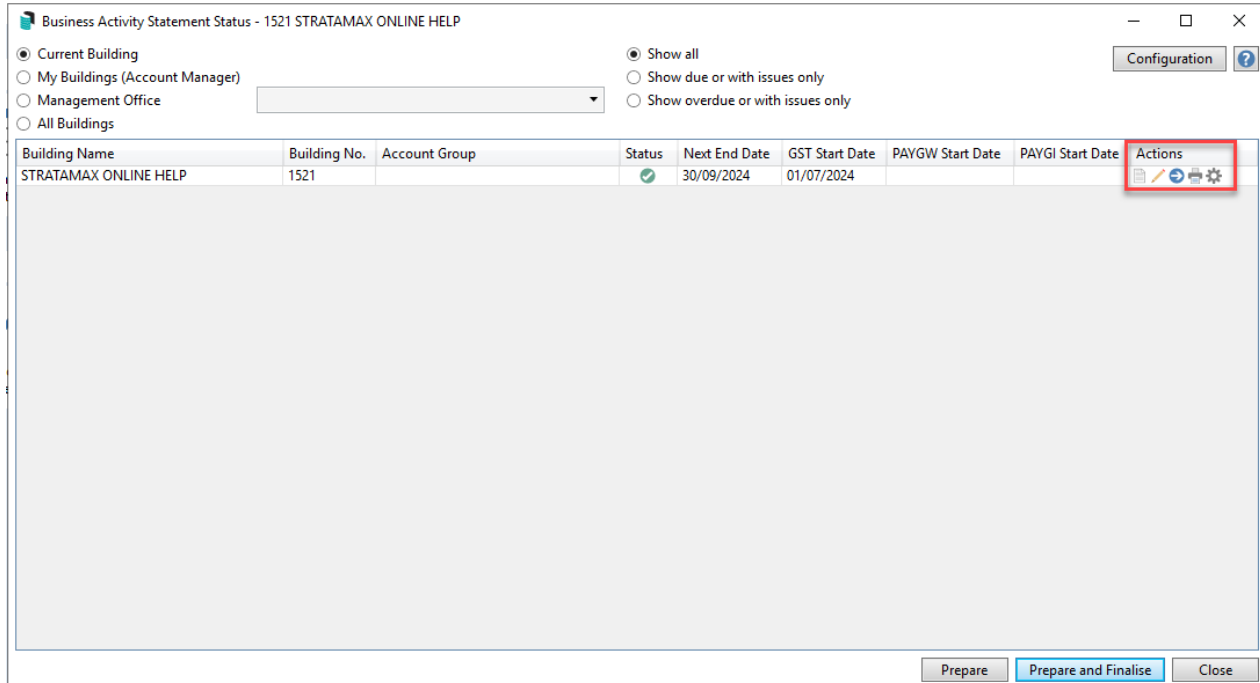 Business Activity Statement Status - 1521 STRATAMAX ONLINE HELP
Current Building
My Buildings (Account Manager)
Management Office
All Buildings
Show all
Show due or with issues only
Show overdue or with issues only
Configuration ?
Building Name Building No. Account Group Status Next End Date GST Start Date PAYGW Start Date PAYGI Start Date Actions
STRATAMAX ONLINE HELP 1521 30/09/2024 01/07/2024
Prepare Prepare and Finalise Close